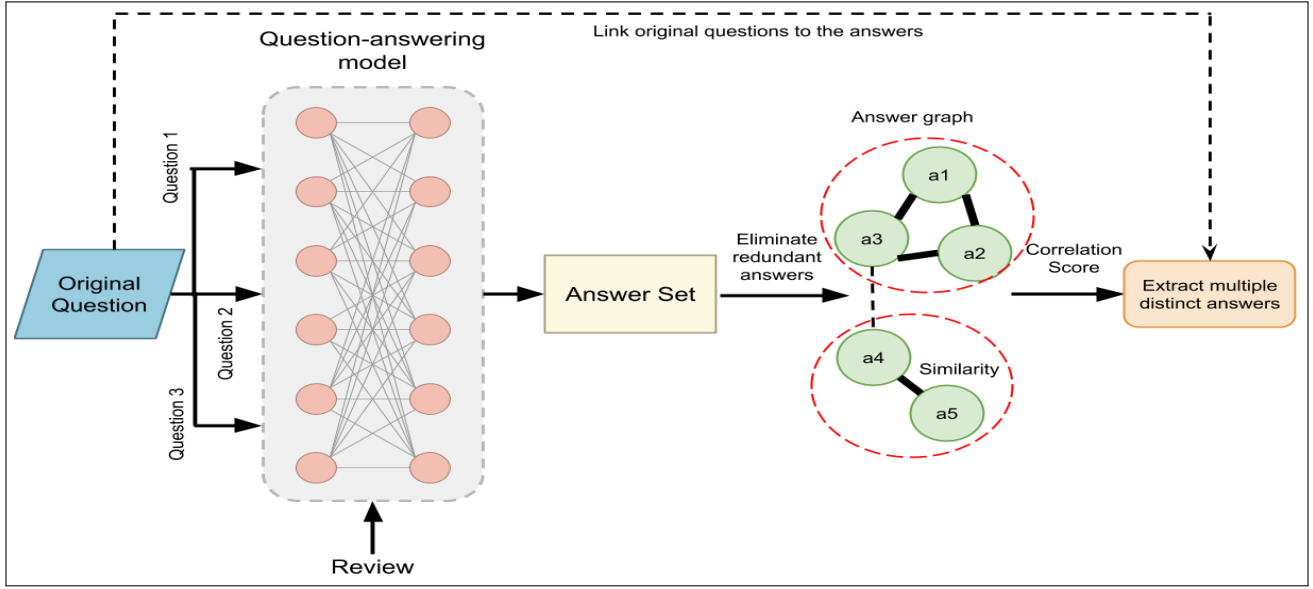 Link original questions to the answers
Question-answering
model
Question 1
Answer graph
a1
a3
a2
Eliminate
redundant
answers
Correlation
Score
Original
Question
Answer Set
Extract multiple
distinct answers
Question 2
a4
Similarity
a5
Question 3
Review